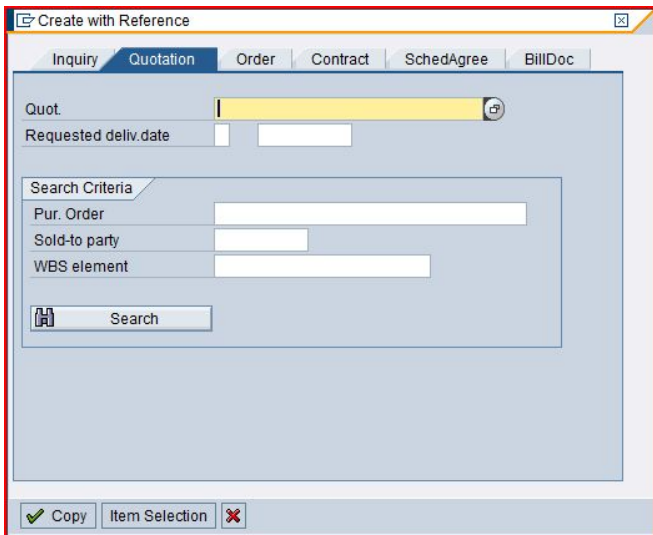 Create with Reference
Inquiry Quotation Order Contract SchedAgree BillDoc
Quot.
Requested deliv.date
Search Criteria
Pur. Order
Sold-to party
WBS element
Search
Copy Item Selection